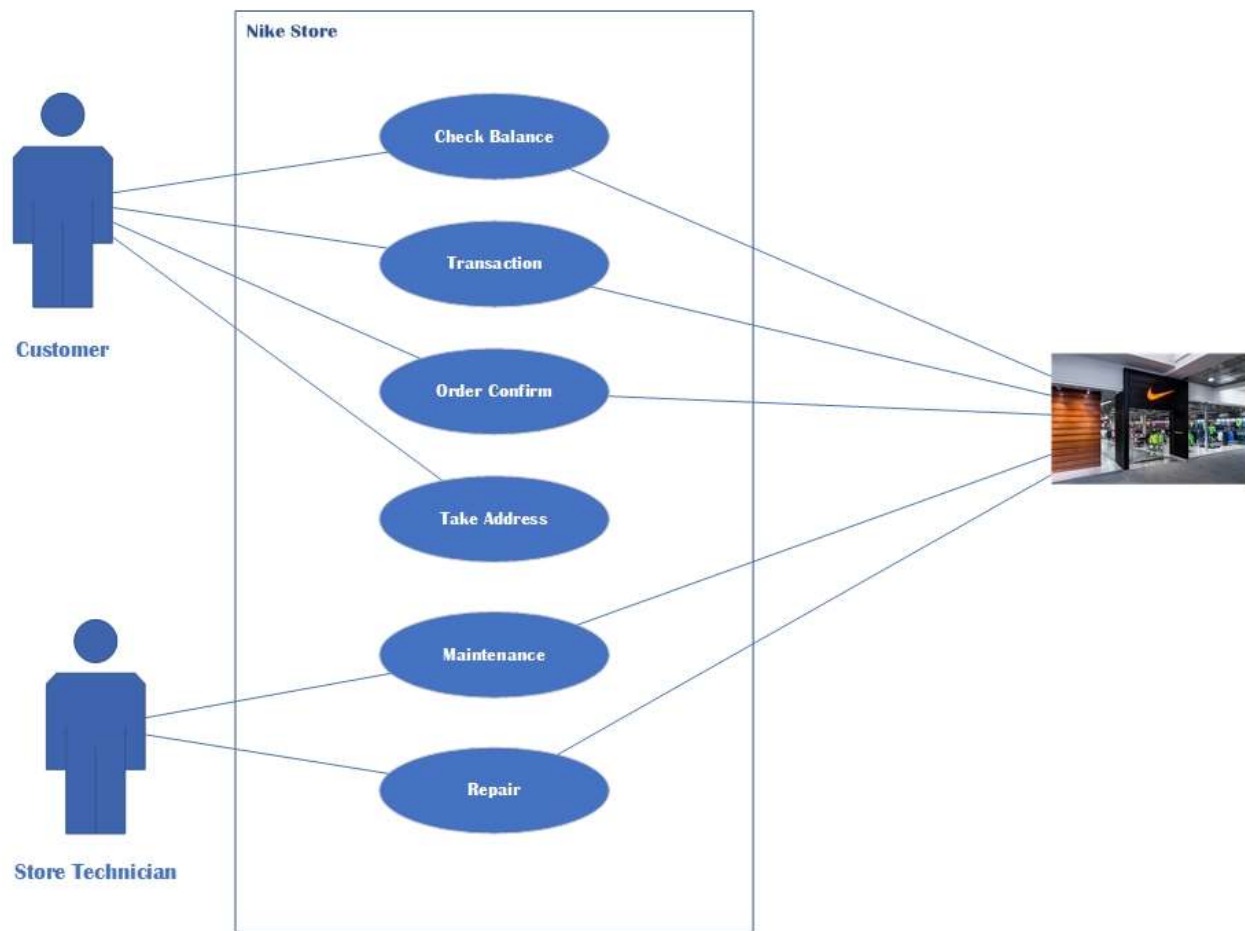 Nike Store
Check Balance
Transaction
Customer
Order Confirm
Take Address
Maintenance
Repair
Store Technician